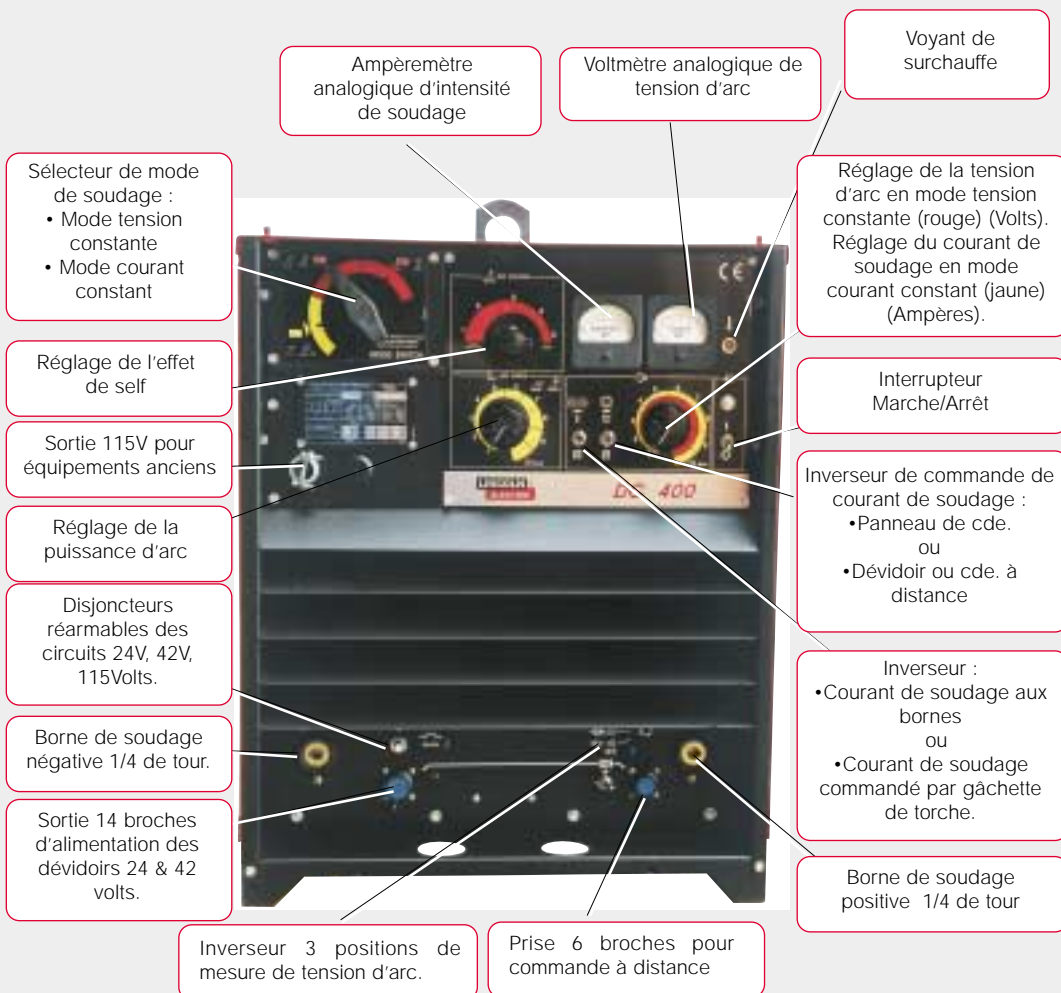 Ampèremètre
analogique d'intensité
de soudage
Voltmètre analogique de
tension d'arc
Voyant de
surchauffe
Sélecteur de mode
de soudage :
• Mode tension
constante
• Mode courant
constant
Réglage de la tension
d'arc en mode tension
constante (rouge) (Volts).
Réglage du courant de
soudage en mode
courant constant (jaune)
(Ampères).
Réglage de l'effet
de self
Interrupteur
Marche/Arrêt
Sortie 115V pour
équipements anciens
Inverseur de commande de
courant de soudage :
•Panneau de cde.
ou
•Dévidoir ou cde. à
distance
Réglage de la
puissance d'arc
Disjoncteurs
réarmables des
circuits 24V, 42V,
115Volts.
Inverseur :
•Courant de soudage aux
bornes
ou
•Courant de soudage
commandé par gâchette
de torche.
Borne de soudage
négative 1/4 de tour.
Sortie 14 broches
d'alimentation des
dévidoirs 24 & 42
volts.
Borne de soudage
positive 1/4 de tour
Inverseur 3 positions de
mesure de tension d'arc.
Prise 6 broches pour
commande à distance
CE
LINCOLN
ELECTRIC
DC 400